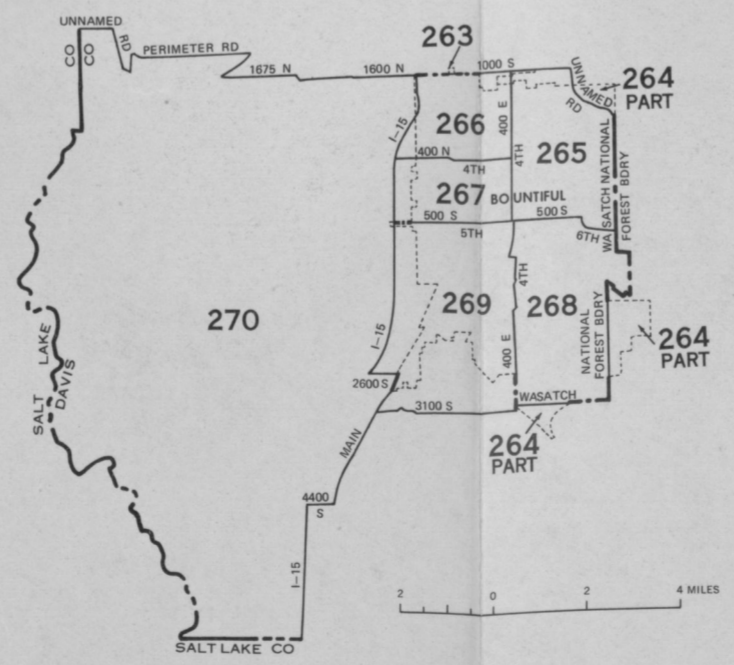 UNNAMED
RD
CO
CO
PERIMETER RD
1675 N
1600 N
263
1000 S
UNNAMED
RD
264
PART
266
400 E
I-15
400 N
4TH
4TH
265
WASATCH NATIONAL
FOREST BDRY
267
BOUNTIFUL
500 S
5TH
500 S
6TH
4TH
270
269
268
I-15
400 E
NATIONAL
FOREST BDRY
264
PART
SALT LAKE
DAVIS
2600 S
WASATCH
3100 S
264
PART
MAIN
4400
S
I-15
2 0 2 4 MILES
SALT LAKE CO